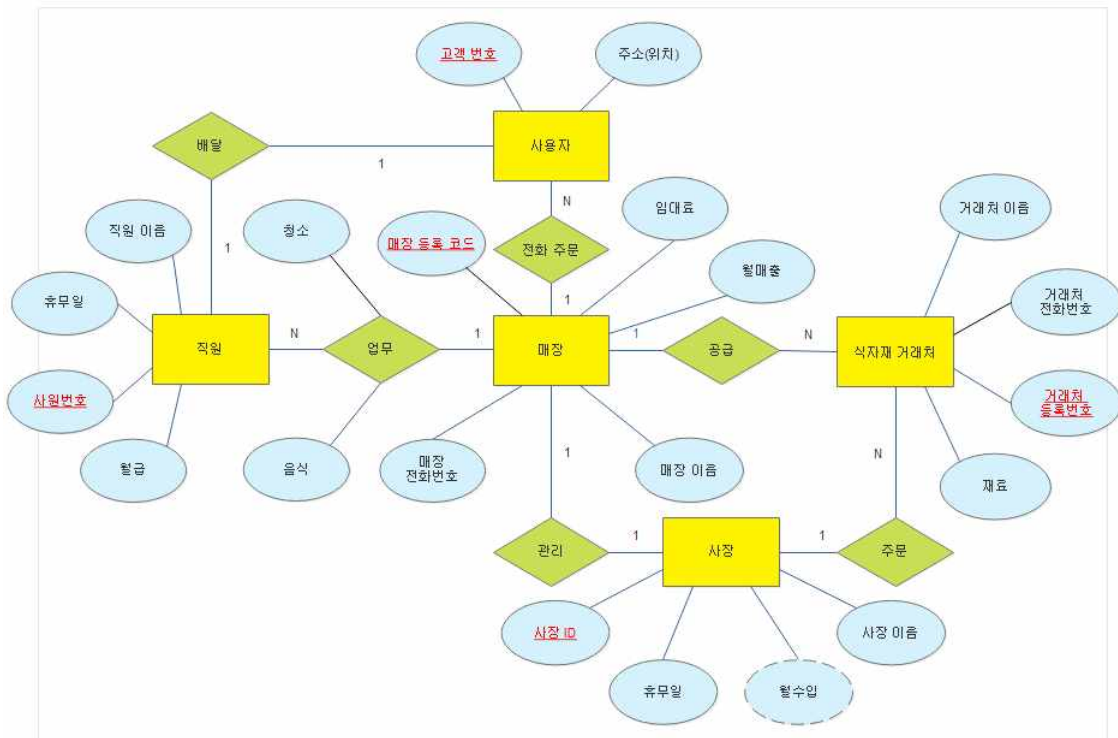 고객 번호
주소(위치)
배달
1
사용자
N
직원 이름
청소
매장 등록 코드
전화 주문
임대료
거래처 이름
1
휴무일
월매출
거래처
전화번호
1
직원
N
업무
1
매장
1
공급
N
식자재 거래처
사원번호
거래처
등록번호
월급
음식
매장
전화번호
1
매장 이름
N
재료
관리
1
사장
1
주문
사장 ID
사장 이름
휴무일
월수입